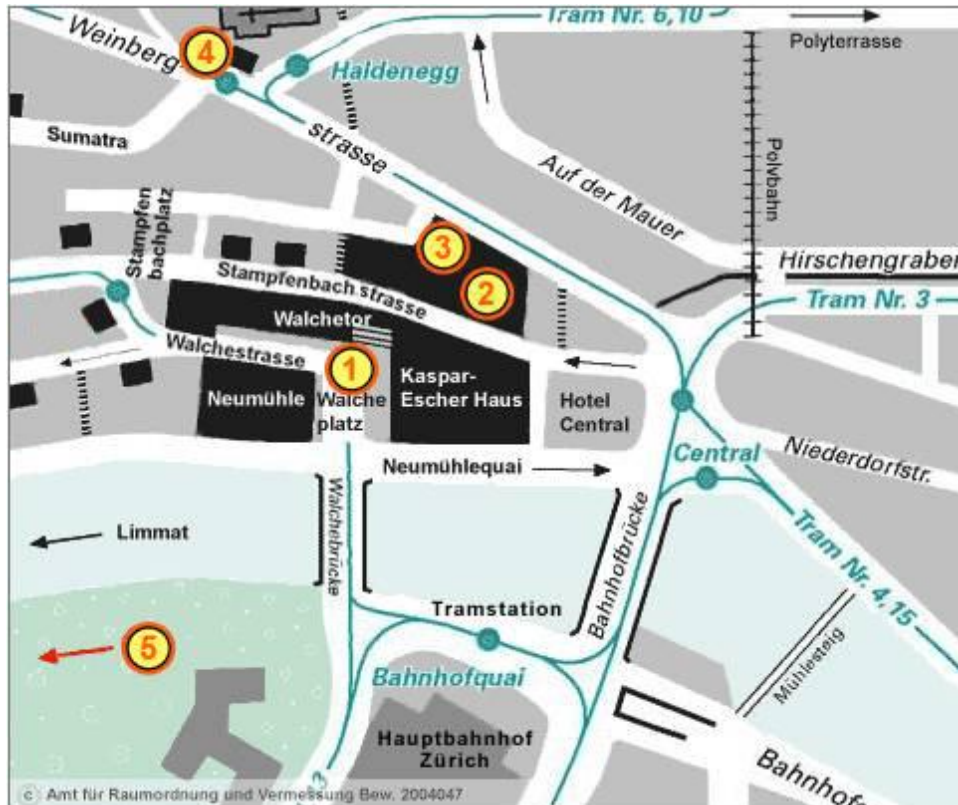 Tram Nr. 6,10
Weinberg
4
Polyterrasse
Haldenegg
Sumatra
strasse
Polybahn
Auf der Mauer
Stampfen
bachplatz
3
Hirschengraben
Stampfenbach strasse
2
Tram Nr. 3
Walchetor
Walchestrasse
1
Kaspar-
Escher Haus
Neumühle
Walche
platz
Hotel
Central
Central
Neumühlequai
Niederdorfstr.
Limmat
Walchebrücke
Bahnhofbrücke
Tram Nr. 4,15
Tramstation
5
Mühlesteig
Bahnhofquai
Hauptbahnhof
Zürich
Bahnhof
c Amt für Raumordnung und Vermessung Bew. 2004047